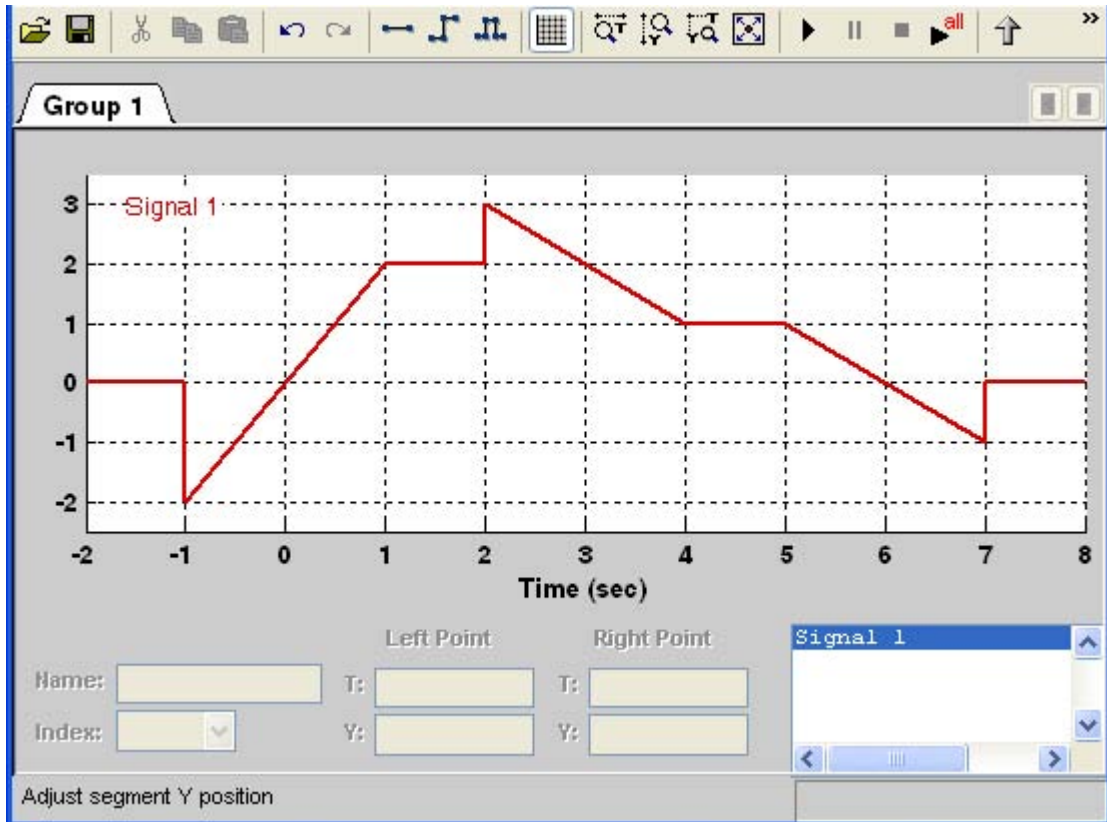 all
»
Group 1
3
Signal 1
2
1
0
-1
-2
-2 -1 0 1 2 3 4 5 6 7 8
Time (sec)
Left Point Right Point Signal 1
Name: T: T:
Index: Y: Y:
Adjust segment Y position